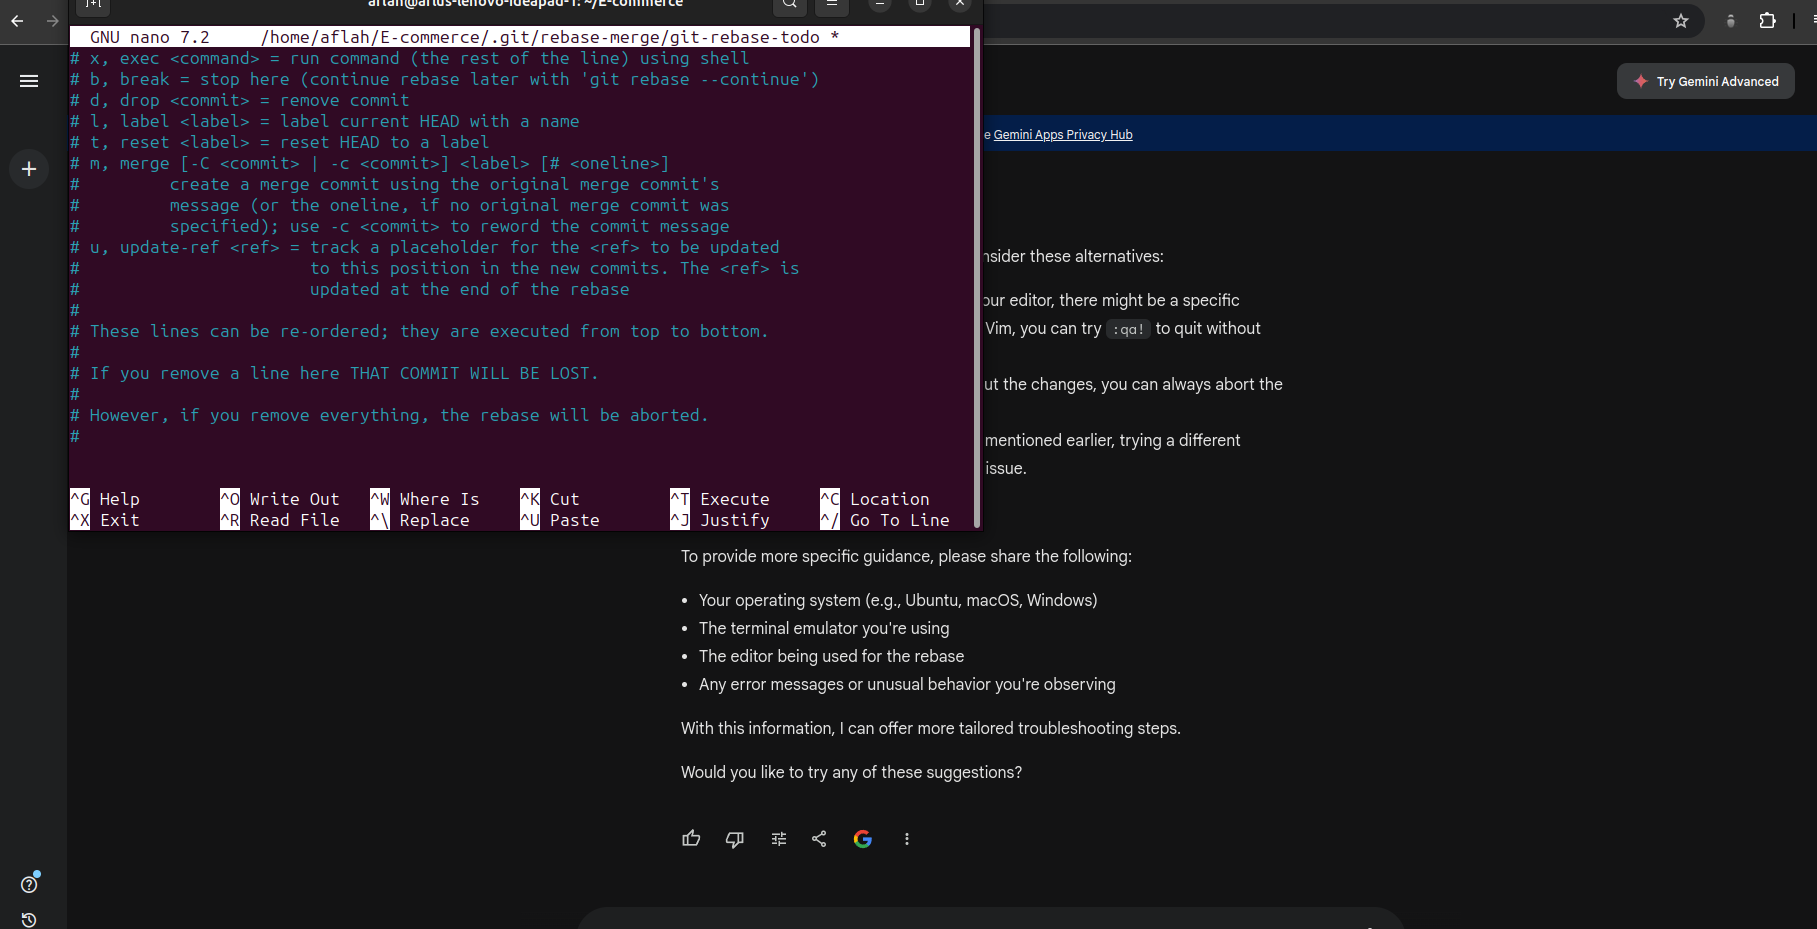 aflah@aflus-lenovo-ideapad-1: ~/E-commerce
GNU nano 7.2 /home/aflah/E-commerce/.git/rebase-merge/git-rebase-todo *
# x, exec <command> = run command (the rest of the line) using shell
# b, break = stop here (continue rebase later with 'git rebase --continue')
# d, drop <commit> = remove commit
# l, label <label> = label current HEAD with a name
# t, reset <label> = reset HEAD to a label
# m, merge [-C <commit> | -c <commit>] <label> [# <oneline>]
# create a merge commit using the original merge commit's
# message (or the oneline, if no original merge commit was
# specified); use -c <commit> to reword the commit message
# u, update-ref <ref> = track a placeholder for the <ref> to be updated
# to this position in the new commits. The <ref> is
# updated at the end of the rebase
#
# These lines can be re-ordered; they are executed from top to bottom.
#
# If you remove a line here THAT COMMIT WILL BE LOST.
#
# However, if you remove everything, the rebase will be aborted.
#
^G Help ^O Write Out ^W Where Is ^K Cut ^T Execute ^C Location
^X Exit ^R Read File ^\ Replace ^U Paste ^J Justify ^/ Go To Line
Try Gemini Advanced
e Gemini Apps Privacy Hub
nsider these alternatives:
our editor, there might be a specific
Vim, you can try :qa! to quit without
ut the changes, you can always abort the
mentioned earlier, trying a different
issue.
To provide more specific guidance, please share the following:
• Your operating system (e.g., Ubuntu, macOS, Windows)
• The terminal emulator you're using
• The editor being used for the rebase
• Any error messages or unusual behavior you're observing
With this information, I can offer more tailored troubleshooting steps.
Would you like to try any of these suggestions?